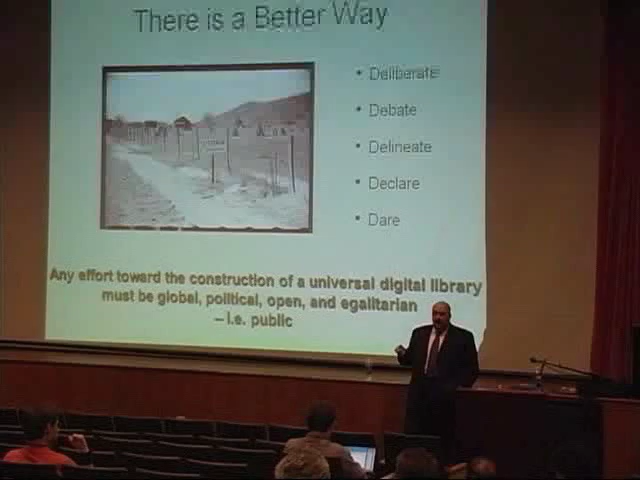 There is a Better Way
• Deliberate
• Debate
• Delineate
• Declare
• Dare
Any effort toward the construction of a universal digital library
must be global, political, open, and egalitarian
– i.e. public